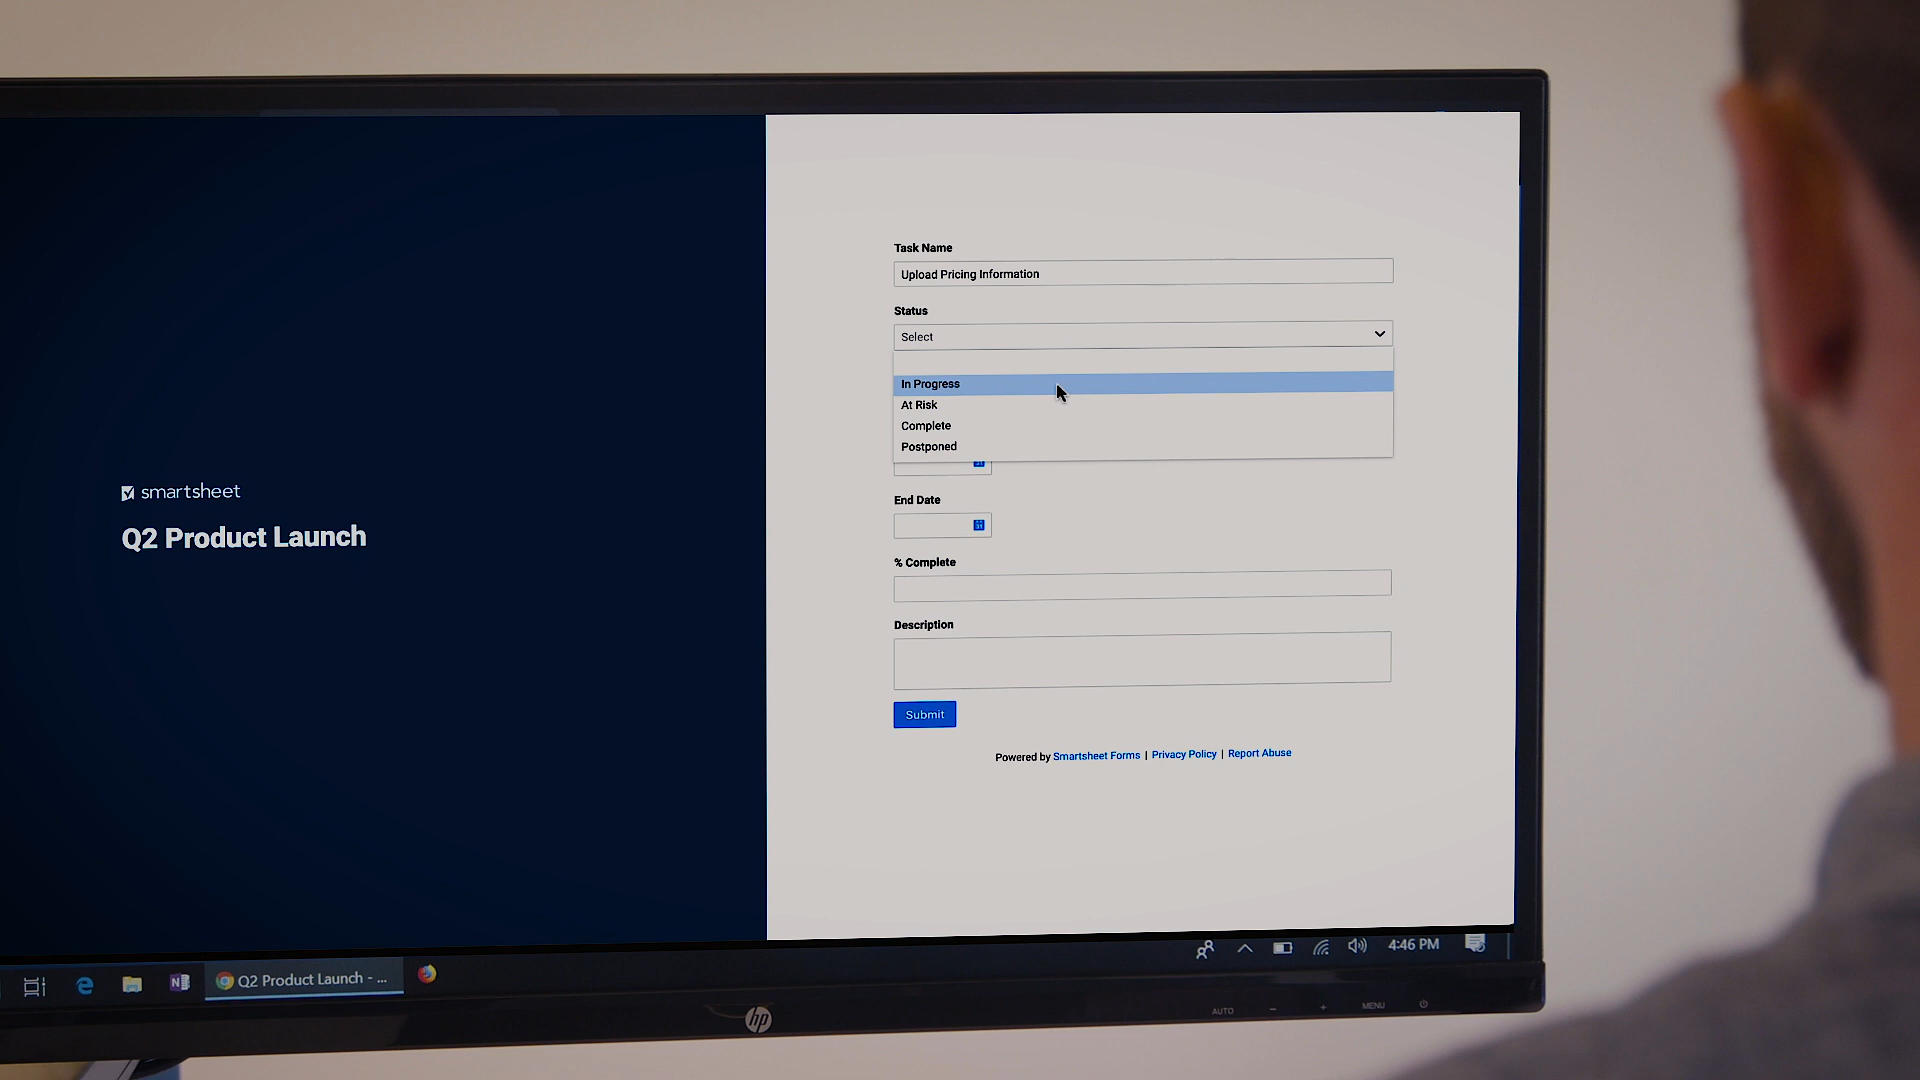 Task Name
Upload Pricing Information
Status
Select
In Progress
At Risk
Complete
Postponed
smartsheet
Q2 Product Launch
End Date
31
% Complete
Description
Submit
Powered by Smartsheet Forms | Privacy Policy | Report Abuse
4:46 PM
N
Q2 Product Launch - ...
hp
AUTO - + MENU